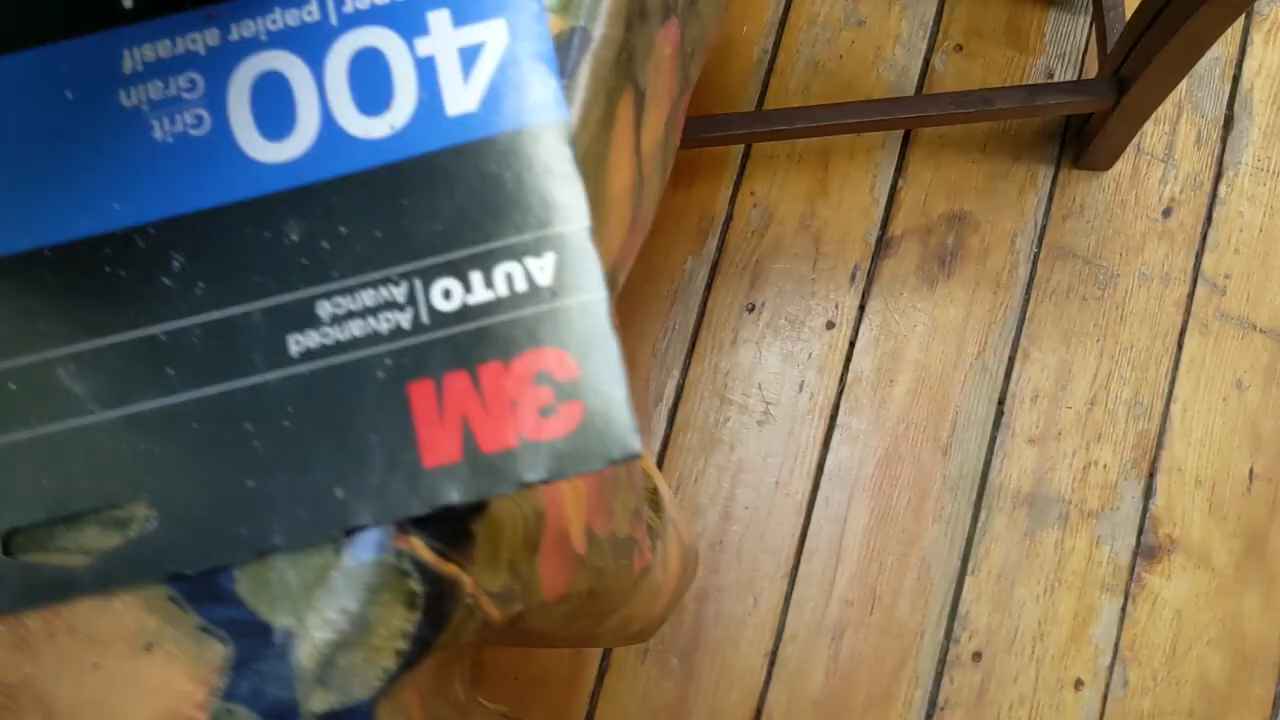 3M
AUTO | Advanced
Avancé
400 Grit
Grain
| papier abrasif